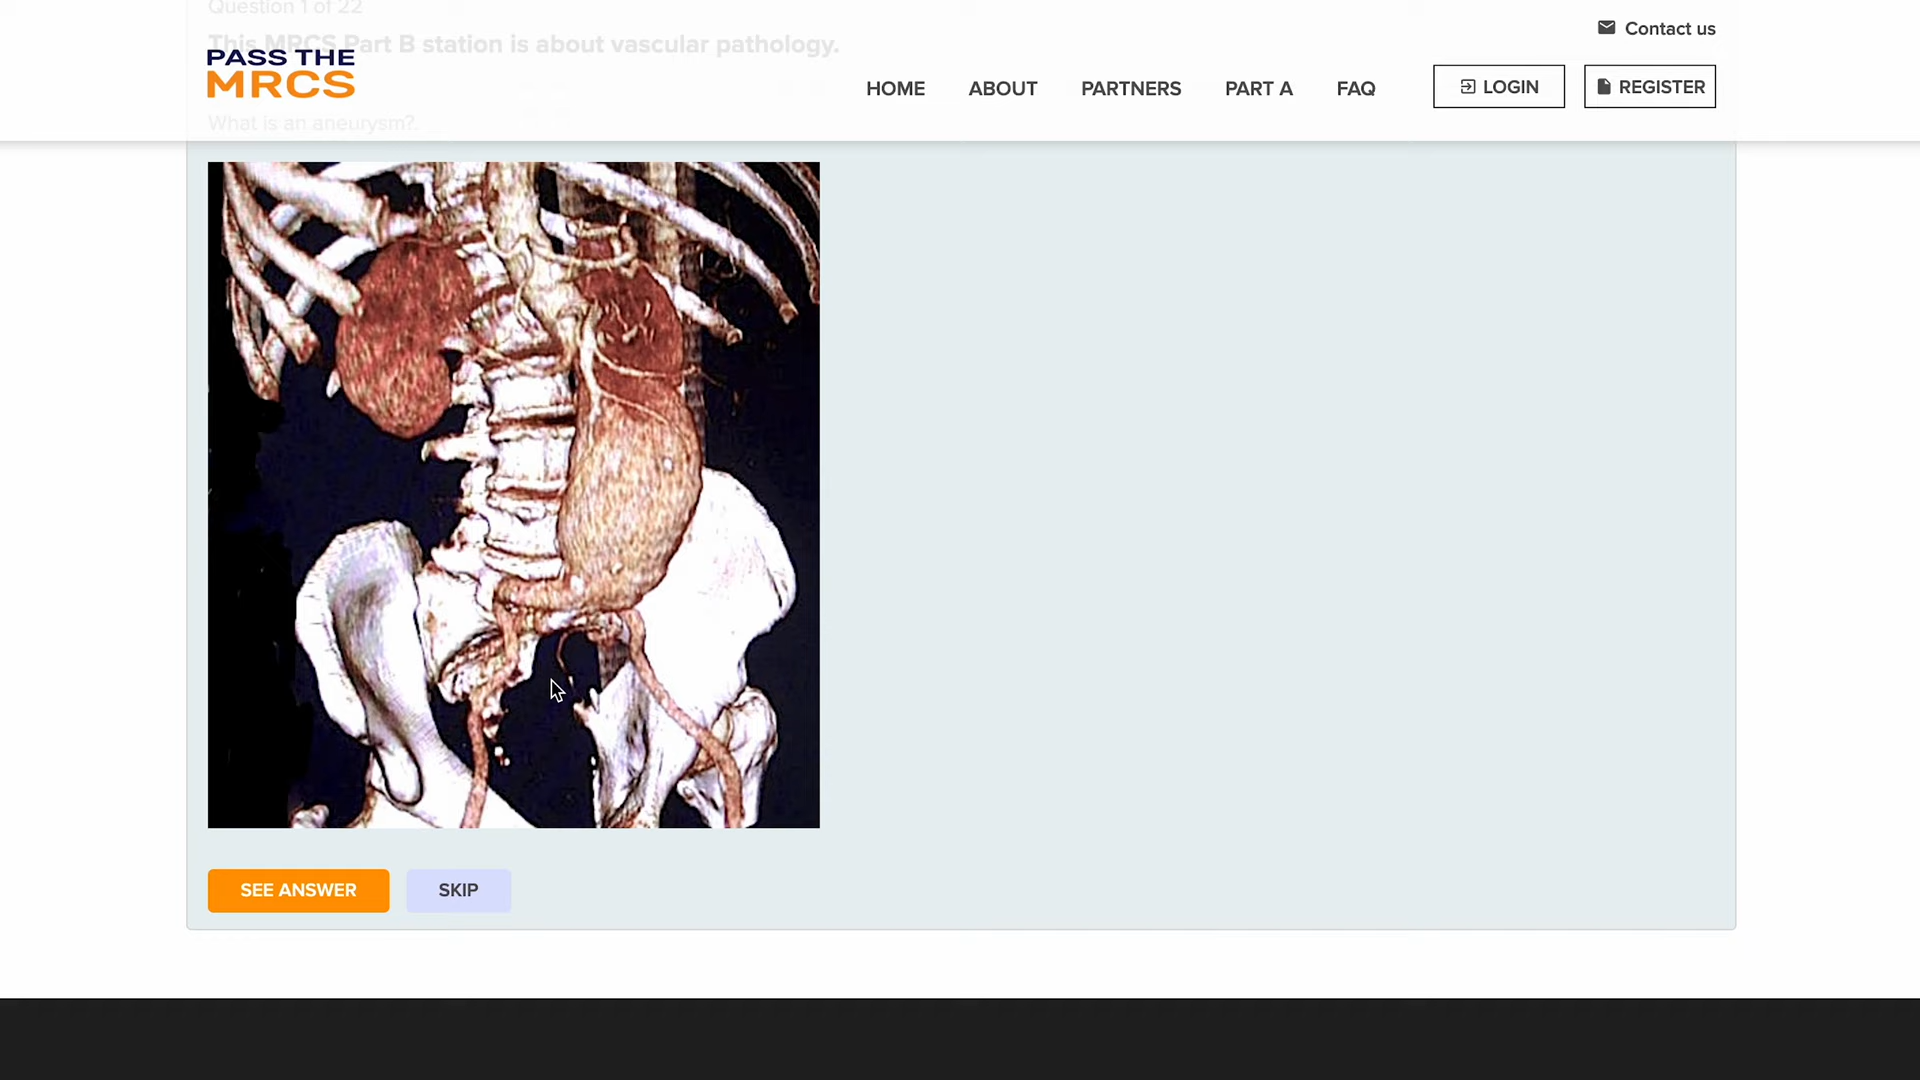 Question 1 of 22
This MRCS Part B station is about vascular pathology.
What is an aneurysm?.
PASS THE
MRCS
Contact us
HOME
ABOUT
PARTNERS
PART A
FAQ
LOGIN
REGISTER
SEE ANSWER
SKIP